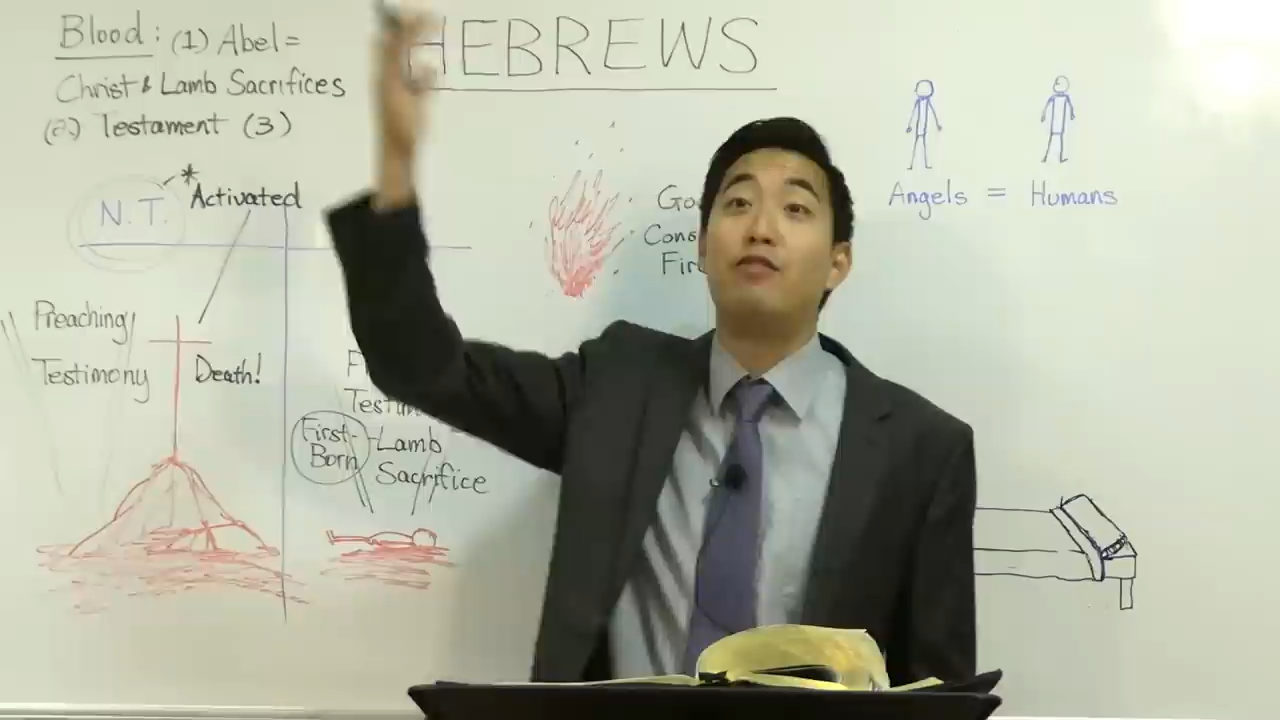 HEBREWS
Blood: (1) Abel=
Christ & Lamb Sacrifices
(2) Testament (3)
N.T.
* Activated
Preaching
Testimony
Death!
First-
Born
Lamb
Sacrifice
Angels = Humans